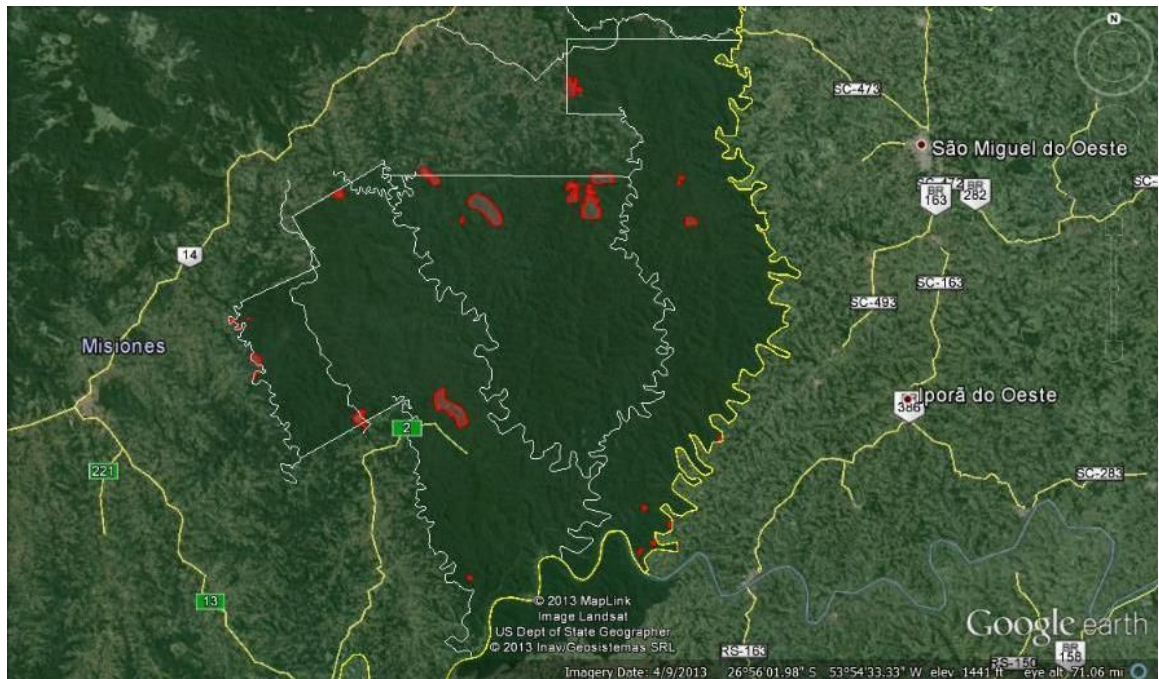 N
SC-473
São Miguel do Oeste
SC-472
SC-
BR
163
BR
282
14
SC-163
SC-493
Misiones
Iporã do Oeste
386
2
221
SC-283
13
© 2013 MapLink
Image Landsat
US Dept of State Geographer
© 2013 Inav/Geosistemas SRL
Google earth
RS-163
RS-150
BR
158
Imagery Date: 4/9/2013 26°56'01.98" S 53°54'33.33" W elev 1441 ft eye alt 71.06 mi